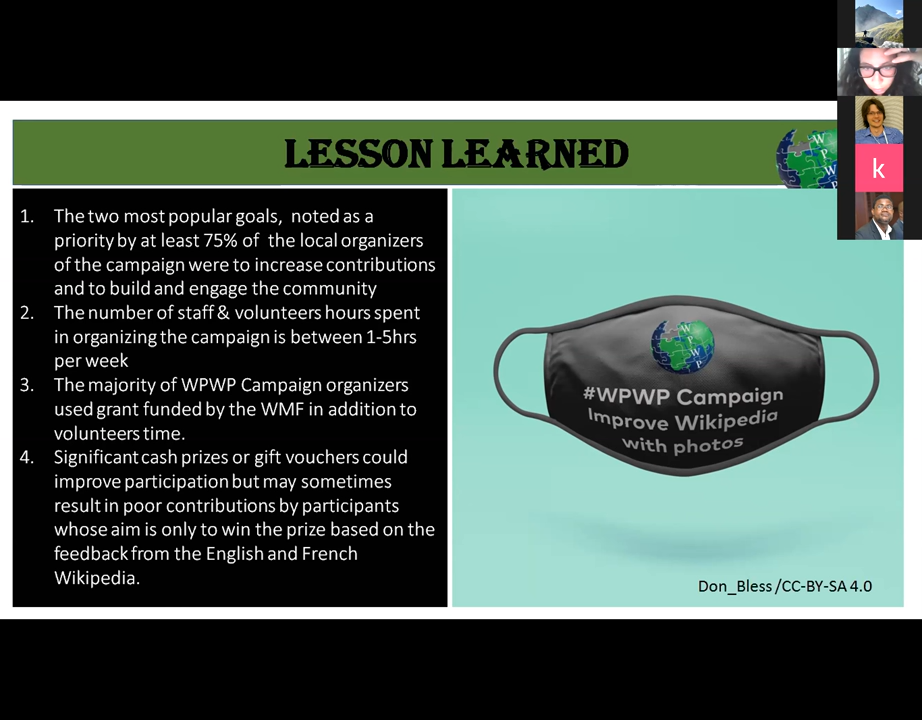 LESSON LEARNED
W
P
W
P
k
1. The two most popular goals, noted as a
priority by at least 75% of the local organizers
of the campaign were to increase contributions
and to build and engage the community
2. The number of staff & volunteers hours spent
in organizing the campaign is between 1-5hrs
per week
3. The majority of WPWP Campaign organizers
used grant funded by the WMF in addition to
volunteers time.
4. Significant cash prizes or gift vouchers could
improve participation but may sometimes
result in poor contributions by participants
whose aim is only to win the prize based on the
feedback from the English and French
Wikipedia.
W
P
W
P
#WPWP Campaign
Improve Wikipedia
with photos
Don_Bless /CC-BY-SA 4.0